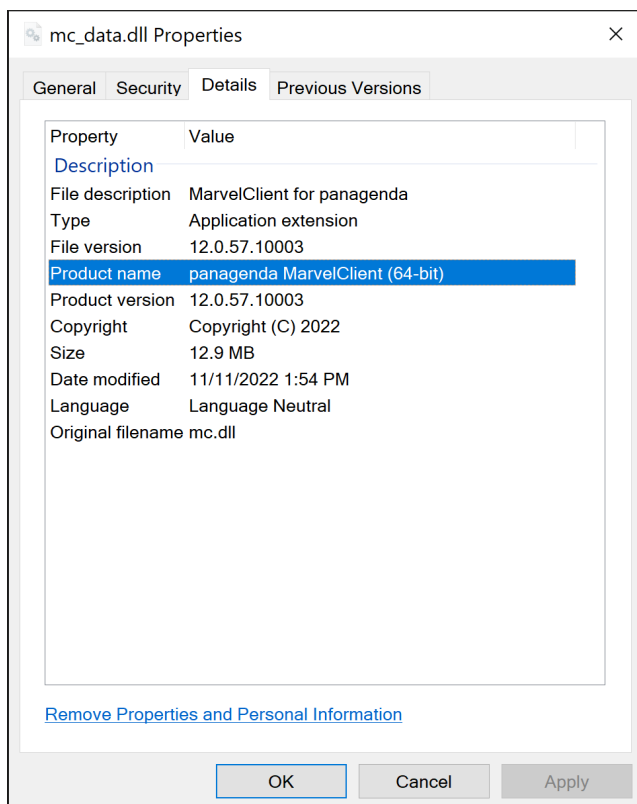 mc_data.dll Properties
General Security Details Previous Versions
Property Value
Description
File description MarvelClient for panagenda
Type Application extension
File version 12.0.57.10003
Product name panagenda MarvelClient (64-bit)
Product version 12.0.57.10003
Copyright Copyright (C) 2022
Size 12.9 MB
Date modified 11/11/2022 1:54 PM
Language Language Neutral
Original filename mc.dll
Remove Properties and Personal Information
OK Cancel Apply